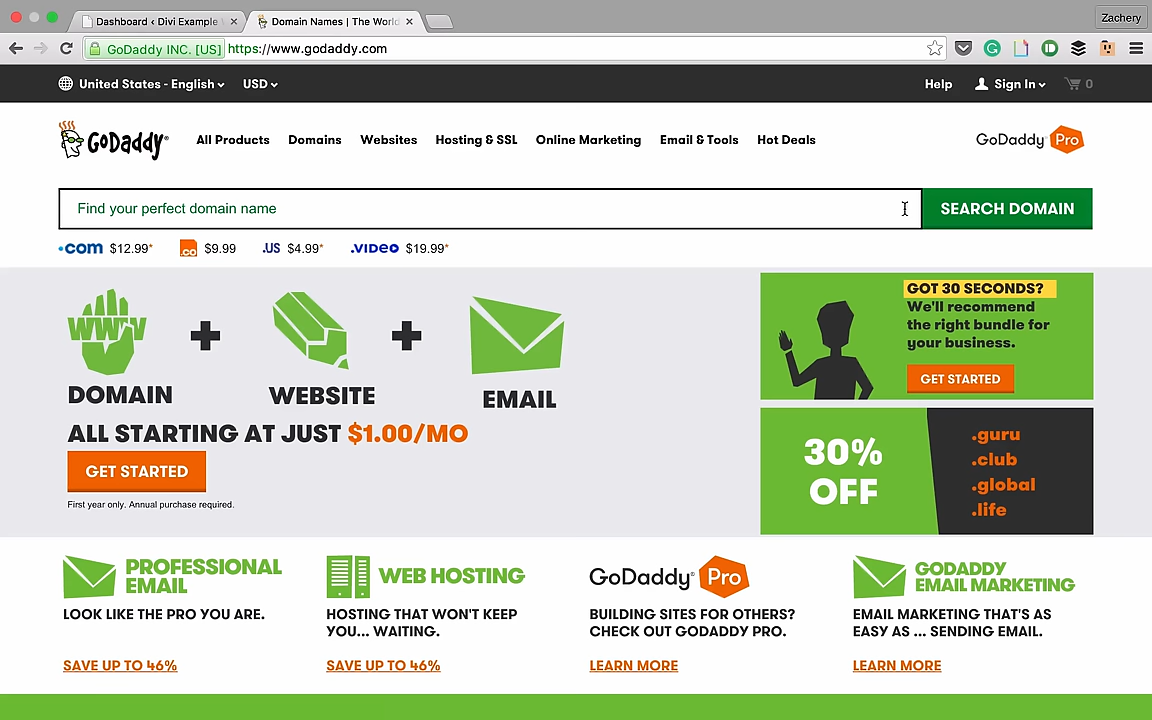 Dashboard ‹ Divi Example
Domain Names | The World
Zachery
GoDaddy INC. [US] https://www.godaddy.com
United States - English
USD
Help
Sign In
0
GoDaddy
All Products
Domains
Websites
Hosting & SSL
Online Marketing
Email & Tools
Hot Deals
GoDaddy Pro
Find your perfect domain name
SEARCH DOMAIN
.com $12.99*
.co $9.99
.US $4.99*
.VIDEO $19.99*
WWW
DOMAIN
WEBSITE
EMAIL
ALL STARTING AT JUST $1.00/MO
GET STARTED
First year only. Annual purchase required.
GOT 30 SECONDS?
We'll recommend
the right bundle for
your business.
GET STARTED
30%
OFF
.guru
.club
.global
.life
PROFESSIONAL
EMAIL
LOOK LIKE THE PRO YOU ARE.
SAVE UP TO 46%
WEB HOSTING
HOSTING THAT WON'T KEEP
YOU... WAITING.
SAVE UP TO 46%
GoDaddy Pro
BUILDING SITES FOR OTHERS?
CHECK OUT GODADDY PRO.
LEARN MORE
GODADDY
EMAIL MARKETING
EMAIL MARKETING THAT'S AS
EASY AS ... SENDING EMAIL.
LEARN MORE